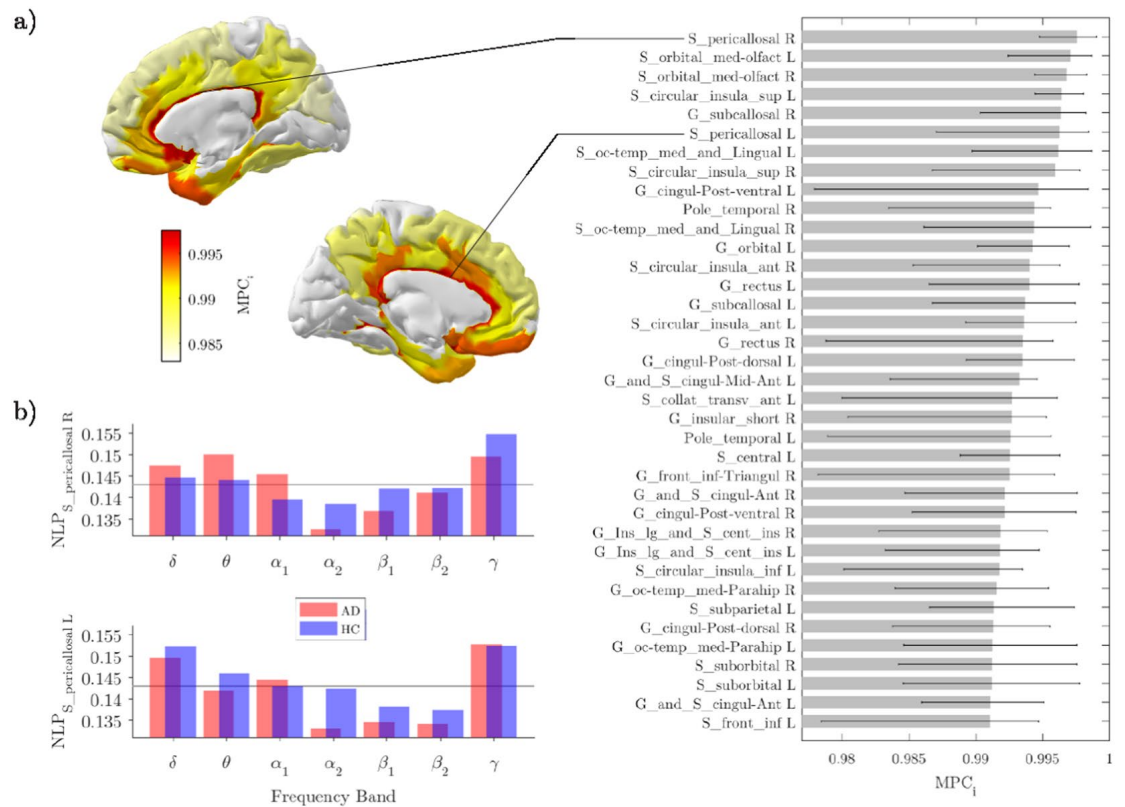 a)
S_pericallosal R
S_orbital_med-olfact L
S_orbital_med-olfact R
S_circular_insula_sup L
G_subcallosal R
S_pericallosal L
S_oc-temp_med_and_Lingual L
S_circular_insula_sup R
G_cingul-Post-ventral L
Pole_temporal R
S_oc-temp_med_and_Lingual R
G_orbital L
S_circular_insula_ant R
G_rectus L
G_subcallosal L
S_circular_insula_ant L
G_rectus R
G_cingul-Post-dorsal L
G_and_S_cingul-Mid-Ant L
S_collat_transv_ant L
G_insular_short R
Pole_temporal L
S_central L
G_front_inf-Triangul R
G_and_S_cingul-Ant R
G_cingul-Post-ventral R
G_Ins_lg_and_S_cent_ins R
G_Ins_lg_and_S_cent_ins L
S_circular_insula_inf L
G_oc-temp_med-Parahip R
S_subparietal L
G_cingul-Post-dorsal R
G_oc-temp_med-Parahip L
S_suborbital R
S_suborbital L
G_and_S_cingul-Ant L
S_front_inf L
0.98 0.985 0.99 0.995 1
MPC_i
0.995
0.99
0.985
MPC_i
b)
NLP_S_pericallosal R
0.155
0.15
0.145
0.14
0.135
δ θ α_1 α_2 β_1 β_2 γ
AD
HC
NLP_S_pericallosal L
0.155
0.15
0.145
0.14
0.135
δ θ α_1 α_2 β_1 β_2 γ
Frequency Band